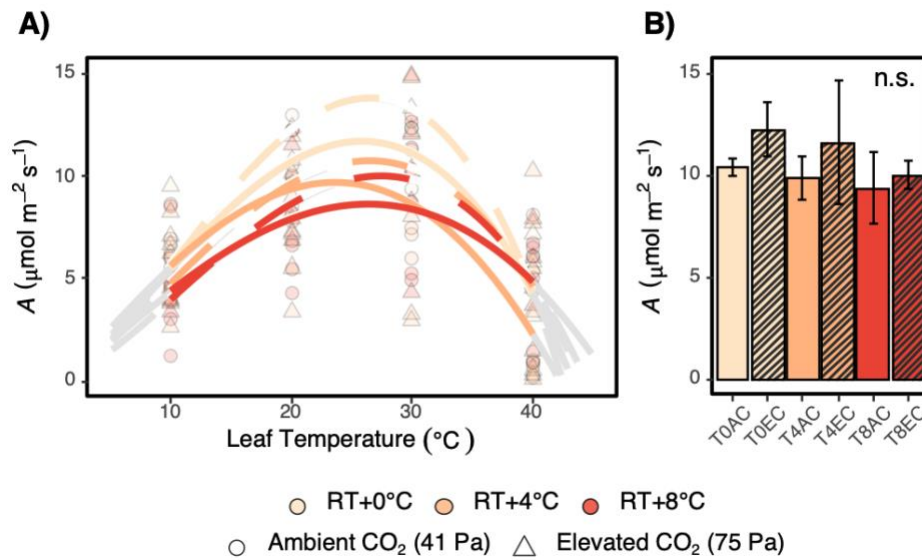 A)
B)
15
10
5
0
A (μmol m⁻² s⁻¹)
10
20
30
40
Leaf Temperature (°C)
n.s.
15
10
5
0
A (μmol m⁻² s⁻¹)
T0AC
T0EC
T4AC
T4EC
T8AC
T8EC
RT+0°C RT+4°C RT+8°C
Ambient CO₂ (41 Pa) Elevated CO₂ (75 Pa)